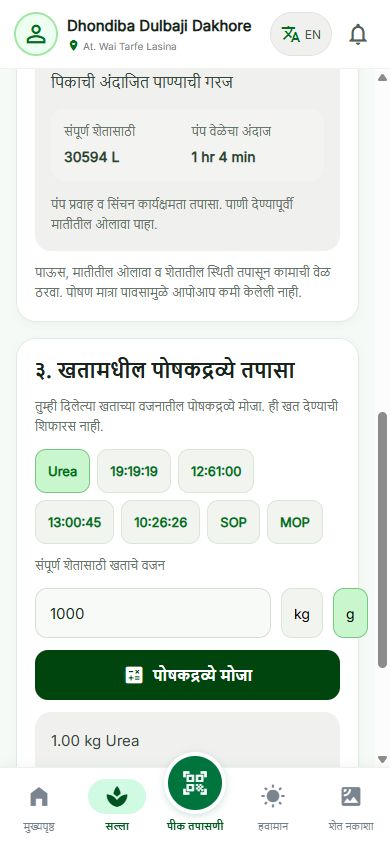 Dhondiba Dulbaji Dakhore
At. Wai Tarfe Lasina
EN
पिकाची अंदाजित पाण्याची गरज
संपूर्ण शेतासाठी
पंप वेळेचा अंदाज
30594 L
1 hr 4 min
पंप प्रवाह व सिंचन कार्यक्षमता तपासा. पाणी देण्यापूर्वी
मातीतील ओलावा पाहा.
पाऊस, मातीतील ओलावा व शेतातील स्थिती तपासून कामाची वेळ
ठरवा. पोषण मात्रा पावसामुळे आपोआप कमी केलेली नाही.
३. खतामधील पोषकद्रव्ये तपासा
तुम्ही दिलेल्या खताच्या वजनातील पोषकद्रव्ये मोजा. ही खत देण्याची
शिफारस नाही.
Urea
19:19:19
12:61:00
13:00:45
10:26:26
SOP
MOP
संपूर्ण शेतासाठी खताचे वजन
1000
kg
g
पोषकद्रव्ये मोजा
1.00 kg Urea
मुख्यपृष्ठ
सल्ला
पीक तपासणी
हवामान
शेत नकाशा